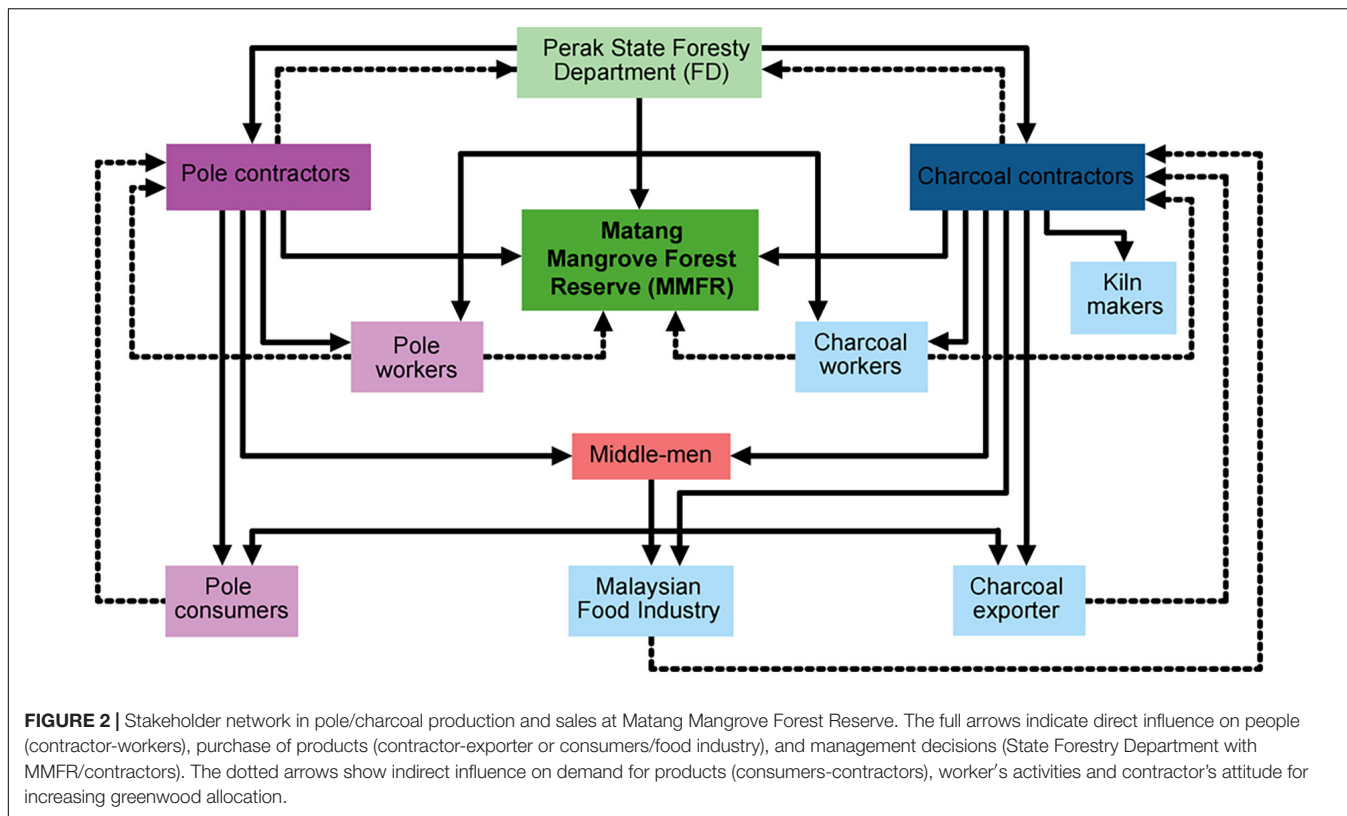 Perak State Foresty
Department (FD)
Pole contractors
Charcoal contractors
Matang
Mangrove Forest
Reserve (MMFR)
Kiln
makers
Pole
workers
Charcoal
workers
Middle-men
Pole
consumers
Malaysian
Food Industry
Charcoal
exporter
FIGURE 2 | Stakeholder network in pole/charcoal production and sales at Matang Mangrove Forest Reserve. The full arrows indicate direct influence on people
(contractor-workers), purchase of products (contractor-exporter or consumers/food industry), and management decisions (State Forestry Department with
MMFR/contractors). The dotted arrows show indirect influence on demand for products (consumers-contractors), worker′s activities and contractor's attitude for
increasing greenwood allocation.